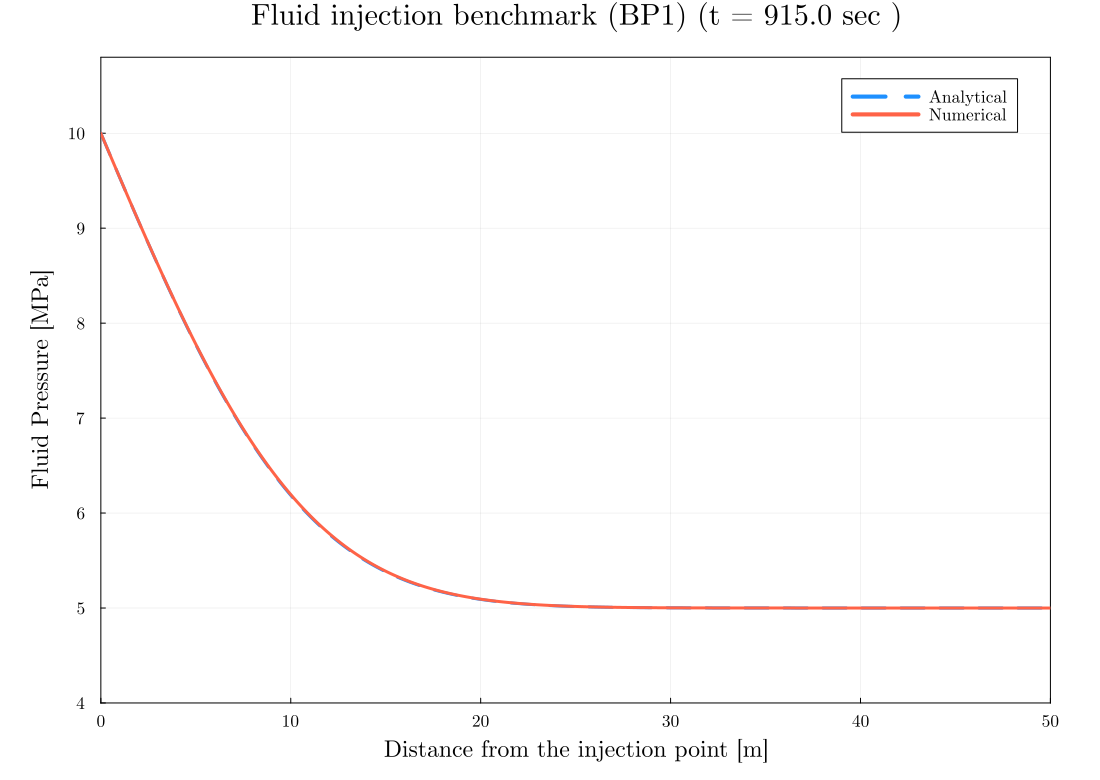 Fluid injection benchmark (BP1) (t = 915.0 sec )
Analytical
Numerical
Fluid Pressure [MPa]
10
9
8
7
6
5
4
0 10 20 30 40 50
Distance from the injection point [m]